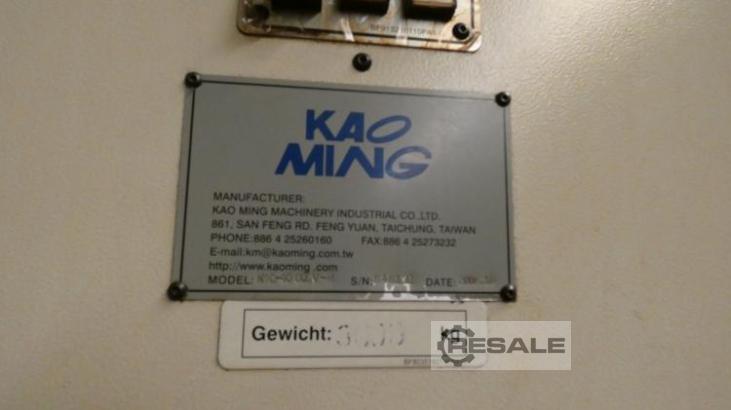 KAO
MING
MANUFACTURER:
KAO MING MACHINERY INDUSTRIAL CO.,LTD.
861, SAN FENG RD. FENG YUAN, TAICHUNG, TAIWAN
PHONE:886 4 25260160 FAX:886 4 25273232
E-mail:km@kaoming.com.tw
http://www.kaoming .com
MODEL: S/N: DATE:
Gewicht: kg
RESALE